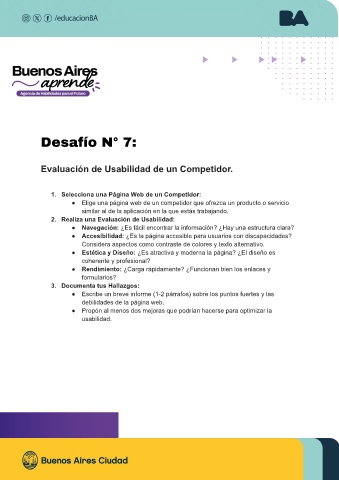 /educacionBA
BA
Buenos Aires
aprende
Agencia de Habilidades para el Futuro
Desafío N° 7:
Evaluación de Usabilidad de un Competidor.
1. Selecciona una Página Web de un Competidor:
● Elige una página web de un competidor que ofrezca un producto o servicio
similar al de la aplicación en la que estás trabajando.
2. Realiza una Evaluación de Usabilidad:
● Navegación: ¿Es fácil encontrar la información? ¿Hay una estructura clara?
● Accesibilidad: ¿Es la página accesible para usuarios con discapacidades?
Considera aspectos como contraste de colores y texto alternativo.
● Estética y Diseño: ¿Es atractiva y moderna la página? ¿El diseño es
coherente y profesional?
● Rendimiento: ¿Carga rápidamente? ¿Funcionan bien los enlaces y
formularios?
3. Documenta tus Hallazgos:
● Escribe un breve informe (1-2 párrafos) sobre los puntos fuertes y las
debilidades de la página web.
● Propón al menos dos mejoras que podrían hacerse para optimizar la
usabilidad.
Buenos Aires Ciudad